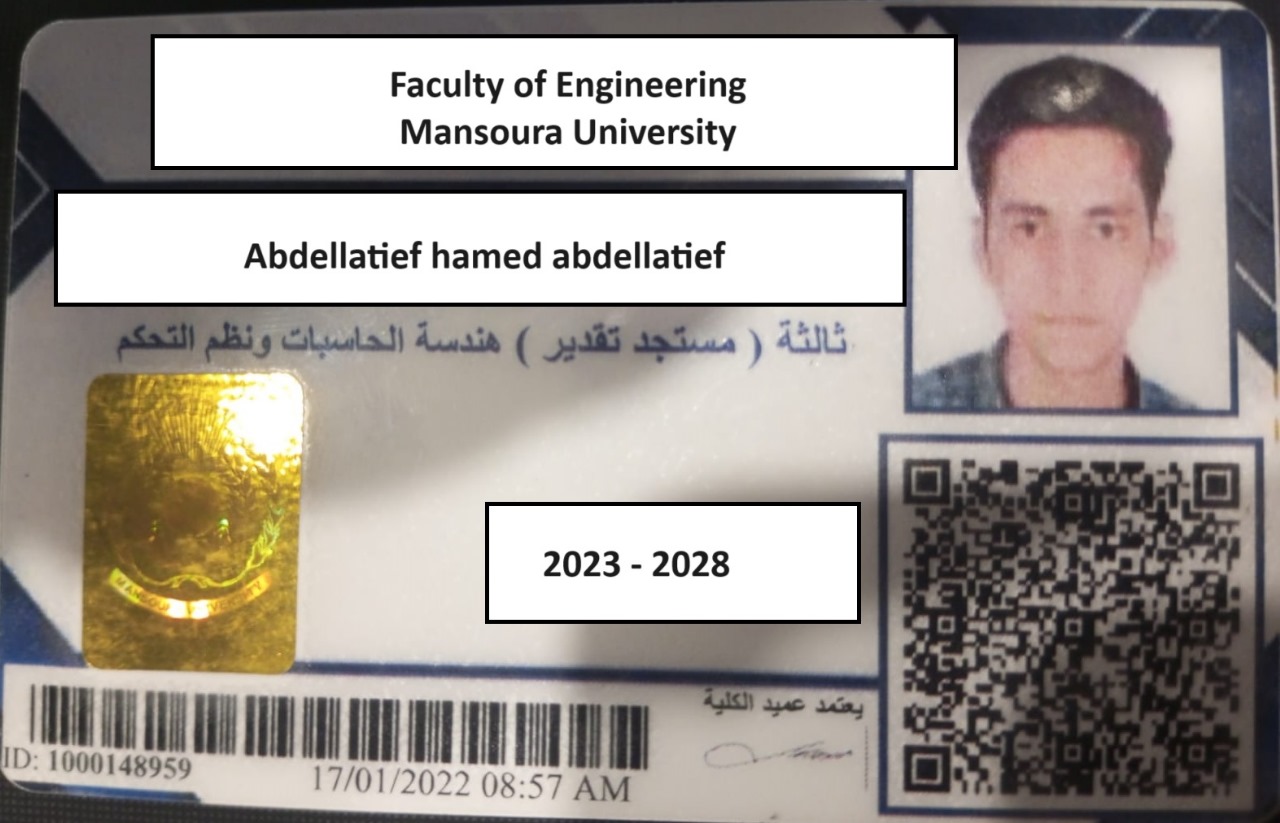 Faculty of Engineering
Mansoura University
Abdellatief hamed abdellatief
ثالثة ( مستجد تقدير ) هندسة الحاسبات ونظم التحكم
2023 - 2028
MANSOURA UNIVERSITY
يعتمد عميد الكلية
ID: 1000148959
17/01/2022 08:57 AM